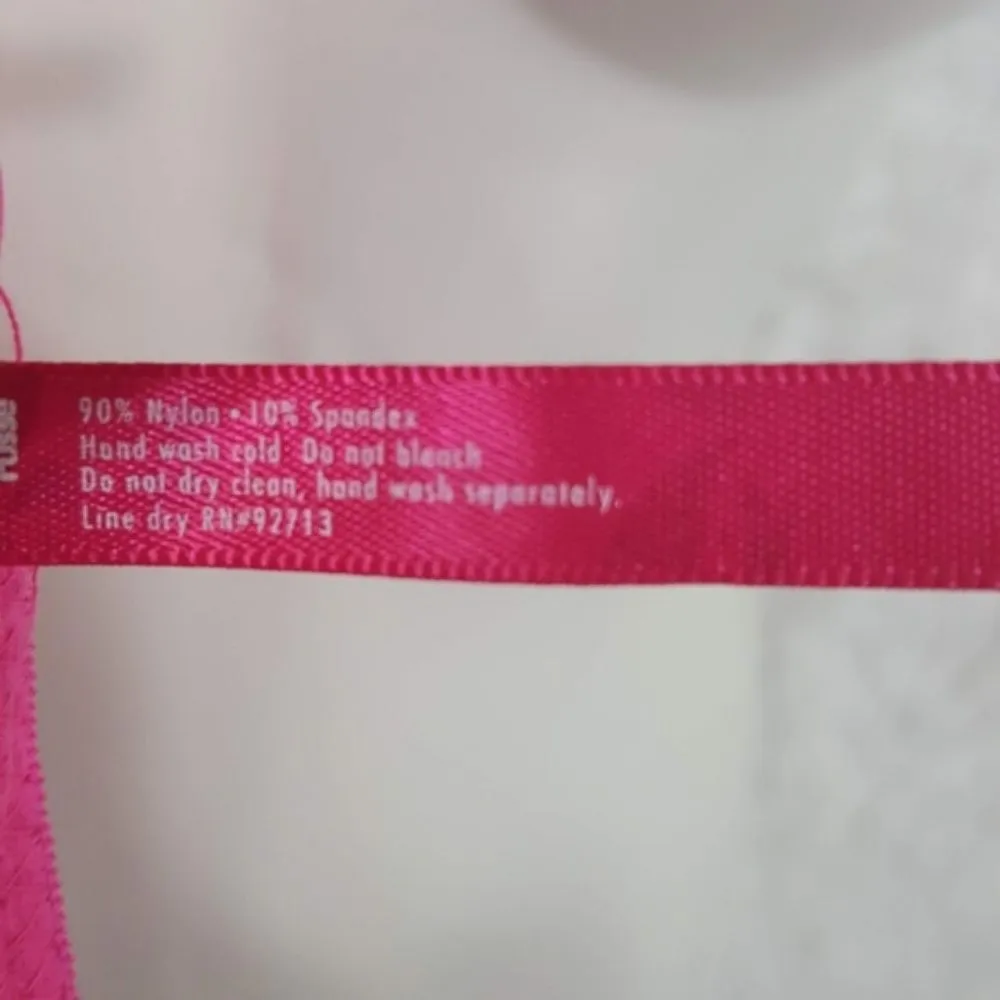 russe
90% Nylon • 10% Spandex
Hand wash cold Do not bleach
Do not dry clean, hand wash separately.
Line dry RN#92713